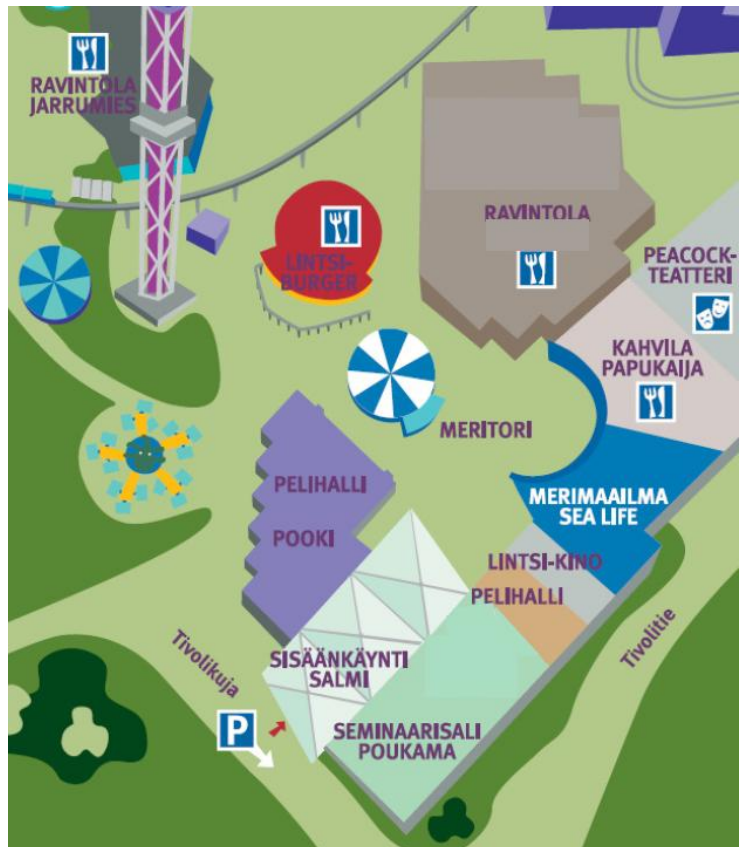 RAVINTOLA
JARRUMIES
RAVINTOLA
LINTSI-
BURGER
PEACOCK-
TEATTERI
KAHVILA
PAPUKAIJA
MERITORI
PELIHALLI
POOKI
MERIMAAILMA
SEA LIFE
LINTSI-KINO
PELIHALLI
Tivolikuja
Tivolitie
SISÄÄNKÄYNTI
SALMI
P
SEMINAARISALI
POUKAMA